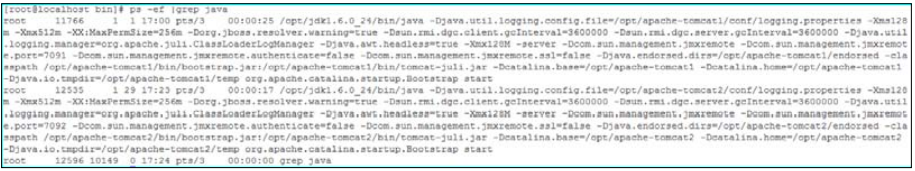 [root@localhost bin]# ps -ef |grep java
root     11766     1  1 17:00 pts/3    00:00:25 /opt/jdk1.6.0_24/bin/java -Djava.util.logging.config.file=/opt/apache-tomcat1/conf/logging.properties -Xms128
m -Xmx512m -XX:MaxPermSize=256m -Dorg.jboss.resolver.warning=true -Dsun.rmi.dgc.client.gcInterval=3600000 -Dsun.rmi.dgc.server.gcInterval=3600000 -Djava.util
.logging.manager=org.apache.juli.ClassLoaderLogManager -Djava.awt.headless=true -Xmx128M -server -Dcom.sun.management.jmxremote -Dcom.sun.management.jmxremot
e.port=7091 -Dcom.sun.management.jmxremote.authenticate=false -Dcom.sun.management.jmxremote.ssl=false -Djava.endorsed.dirs=/opt/apache-tomcat1/endorsed -cla
sspath /opt/apache-tomcat1/bin/bootstrap.jar:/opt/apache-tomcat1/bin/tomcat-juli.jar -Dcatalina.base=/opt/apache-tomcat1 -Dcatalina.home=/opt/apache-tomcat1
-Djava.io.tmpdir=/opt/apache-tomcat1/temp org.apache.catalina.startup.Bootstrap start
root     12535     1 29 17:23 pts/3    00:00:17 /opt/jdk1.6.0_24/bin/java -Djava.util.logging.config.file=/opt/apache-tomcat2/conf/logging.properties -Xms128
m -Xmx512m -XX:MaxPermSize=256m -Dorg.jboss.resolver.warning=true -Dsun.rmi.dgc.client.gcInterval=3600000 -Dsun.rmi.dgc.server.gcInterval=3600000 -Djava.util
.logging.manager=org.apache.juli.ClassLoaderLogManager -Djava.awt.headless=true -Xmx128M -server -Dcom.sun.management.jmxremote -Dcom.sun.management.jmxremot
e.port=7092 -Dcom.sun.management.jmxremote.authenticate=false -Dcom.sun.management.jmxremote.ssl=false -Djava.endorsed.dirs=/opt/apache-tomcat2/endorsed -cla
sspath /opt/apache-tomcat2/bin/bootstrap.jar:/opt/apache-tomcat2/bin/tomcat-juli.jar -Dcatalina.base=/opt/apache-tomcat2 -Dcatalina.home=/opt/apache-tomcat2
-Djava.io.tmpdir=/opt/apache-tomcat2/temp org.apache.catalina.startup.Bootstrap start
root     12596 10149  0 17:24 pts/3    00:00:00 grep java